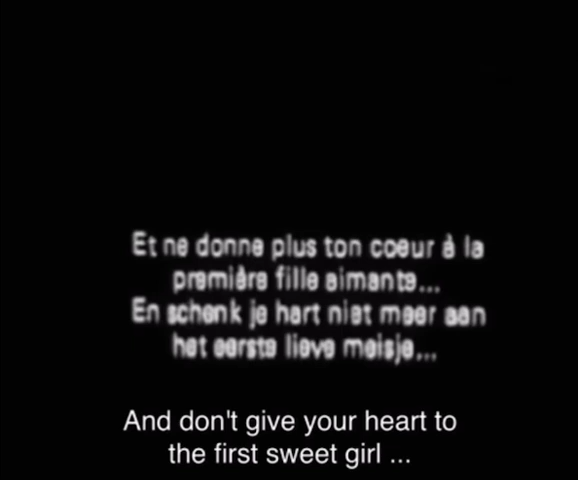 Et ne donne plus ton coeur à la
première fille aimante...
En schenk je hart niet meer aan
het eerste lieve meisje...
And don't give your heart to
the first sweet girl ...